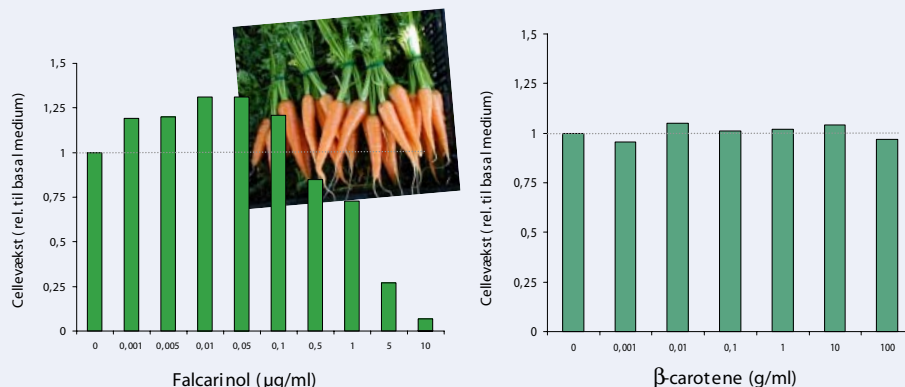 Cellevækst ( rel. til basal medium)
1,5
1,25
1
0,75
0,5
0,25
0
0 0,001 0,005 0,01 0,05 0,1 0,5 1 5 10
Falcarinol (µg/ml)
Cellevækst ( rel. til basal medium)
1,5
1,25
1
0,75
0,5
0,25
0
0 0,001 0,01 0,1 1 10 100
β-carotene (g/ml)